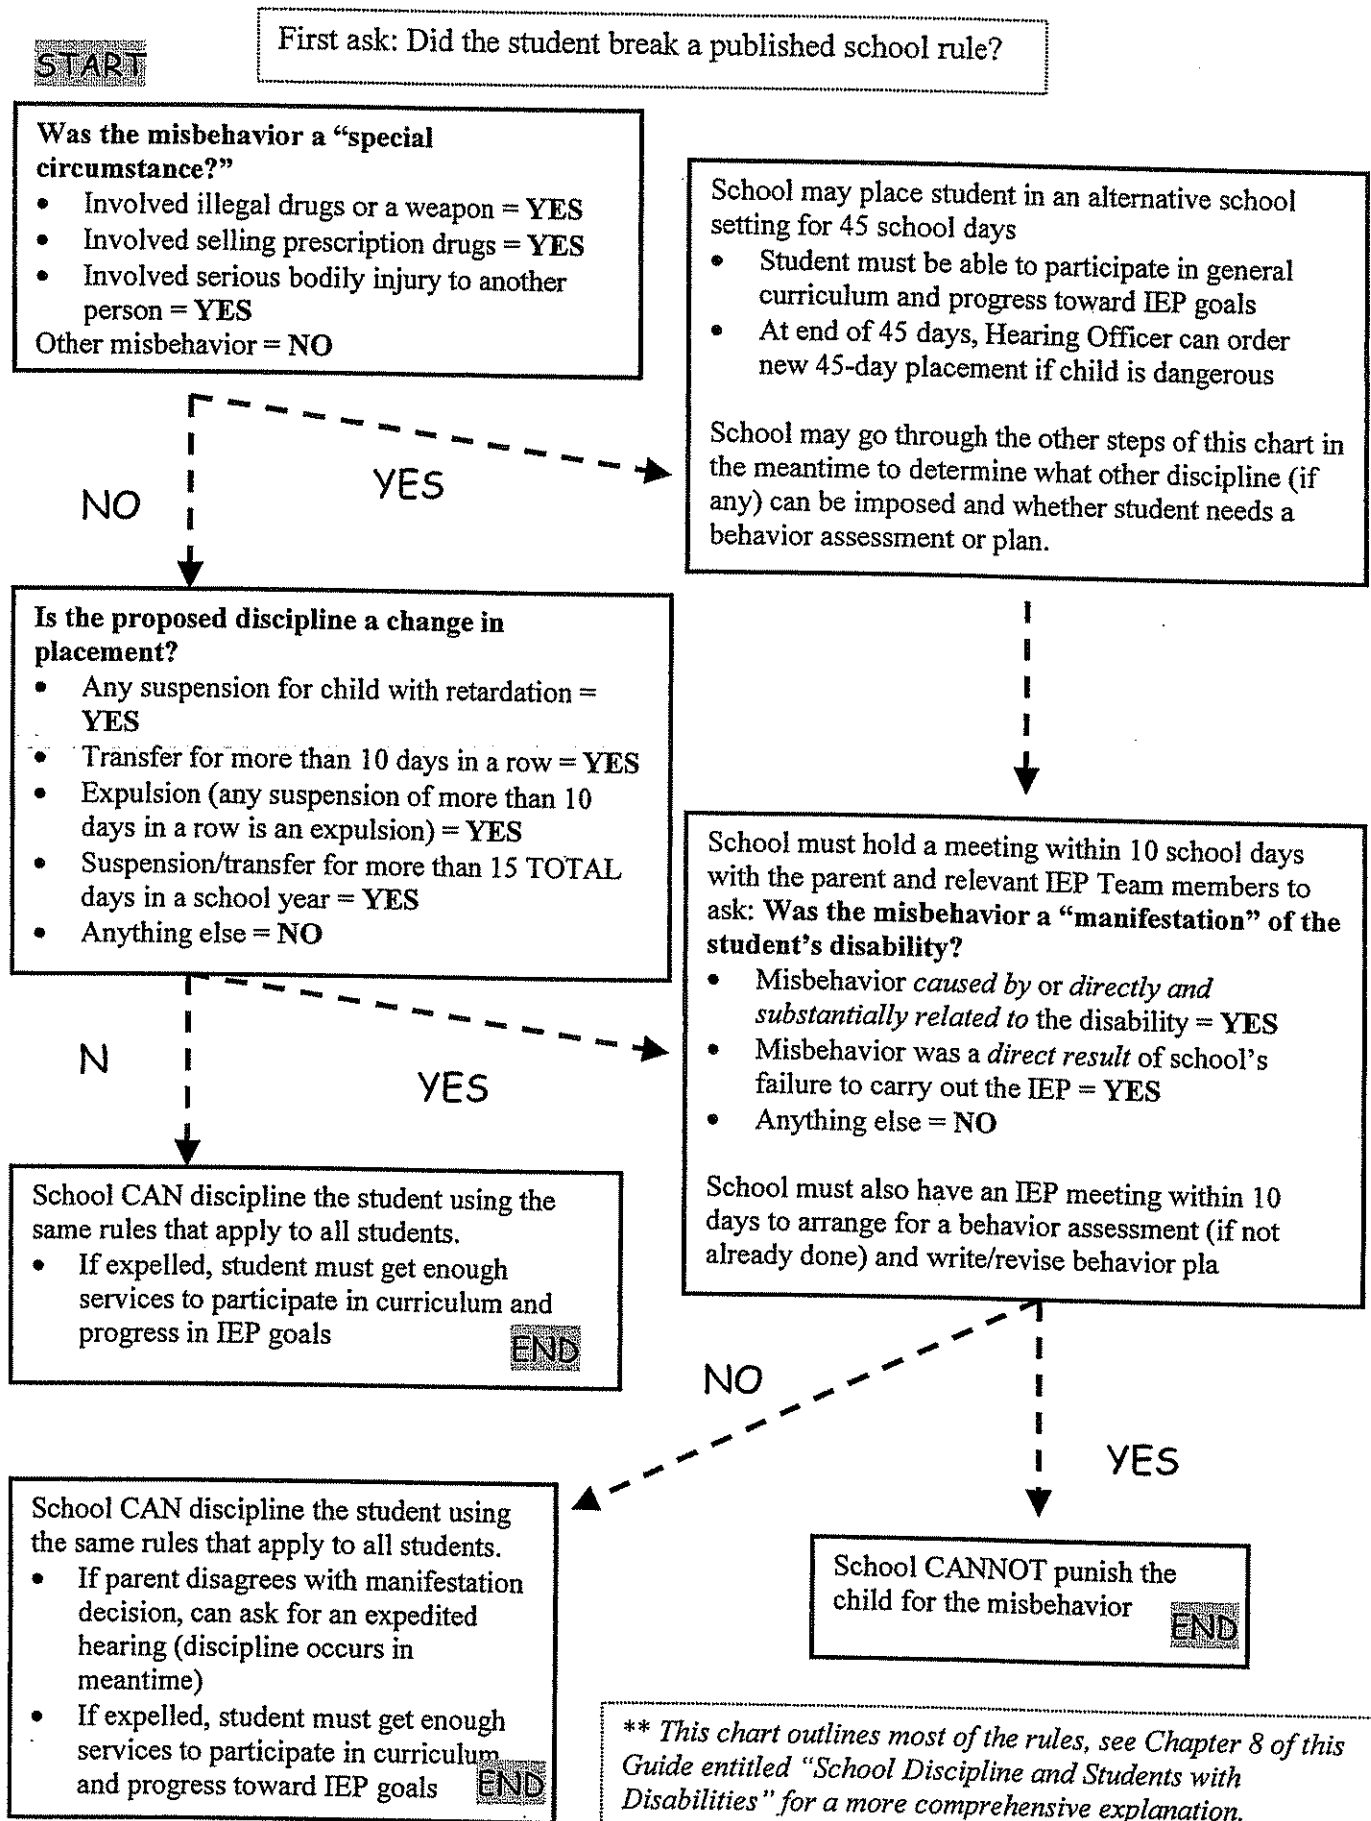 START
First ask: Did the student break a published school rule?
Was the misbehavior a “special
circumstance?”
• Involved illegal drugs or a weapon = YES
• Involved selling prescription drugs = YES
• Involved serious bodily injury to another
person = YES
Other misbehavior = NO
School may place student in an alternative school
setting for 45 school days
• Student must be able to participate in general
curriculum and progress toward IEP goals
• At end of 45 days, Hearing Officer can order
new 45-day placement if child is dangerous
School may go through the other steps of this chart in
the meantime to determine what other discipline (if
any) can be imposed and whether student needs a
behavior assessment or plan.
NO
YES
Is the proposed discipline a change in
placement?
• Any suspension for child with retardation =
YES
• Transfer for more than 10 days in a row = YES
• Expulsion (any suspension of more than 10
days in a row is an expulsion) = YES
• Suspension/transfer for more than 15 TOTAL
days in a school year = YES
• Anything else = NO
School must hold a meeting within 10 school days
with the parent and relevant IEP Team members to
ask: Was the misbehavior a “manifestation” of the
student’s disability?
• Misbehavior caused by or directly and
substantially related to the disability = YES
• Misbehavior was a direct result of school’s
failure to carry out the IEP = YES
• Anything else = NO
School must also have an IEP meeting within 10
days to arrange for a behavior assessment (if not
already done) and write/revise behavior pla
N
YES
School CAN discipline the student using the
same rules that apply to all students.
• If expelled, student must get enough
services to participate in curriculum and
progress in IEP goals
END
NO
YES
School CAN discipline the student using
the same rules that apply to all students.
• If parent disagrees with manifestation
decision, can ask for an expedited
hearing (discipline occurs in
meantime)
• If expelled, student must get enough
services to participate in curriculum
and progress toward IEP goals
END
School CANNOT punish the
child for the misbehavior
END
** This chart outlines most of the rules, see Chapter 8 of this
Guide entitled “School Discipline and Students with
Disabilities” for a more comprehensive explanation.